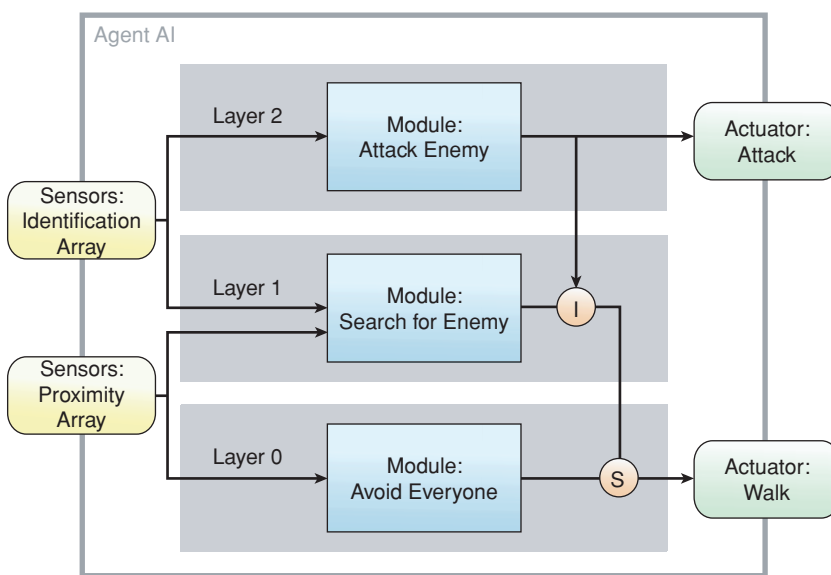 Agent AI
Layer 2
Module:
Attack Enemy
Actuator:
Attack
Sensors:
Identification
Array
Layer 1
Module:
Search for Enemy
I
Sensors:
Proximity
Array
Layer 0
Module:
Avoid Everyone
S
Actuator:
Walk